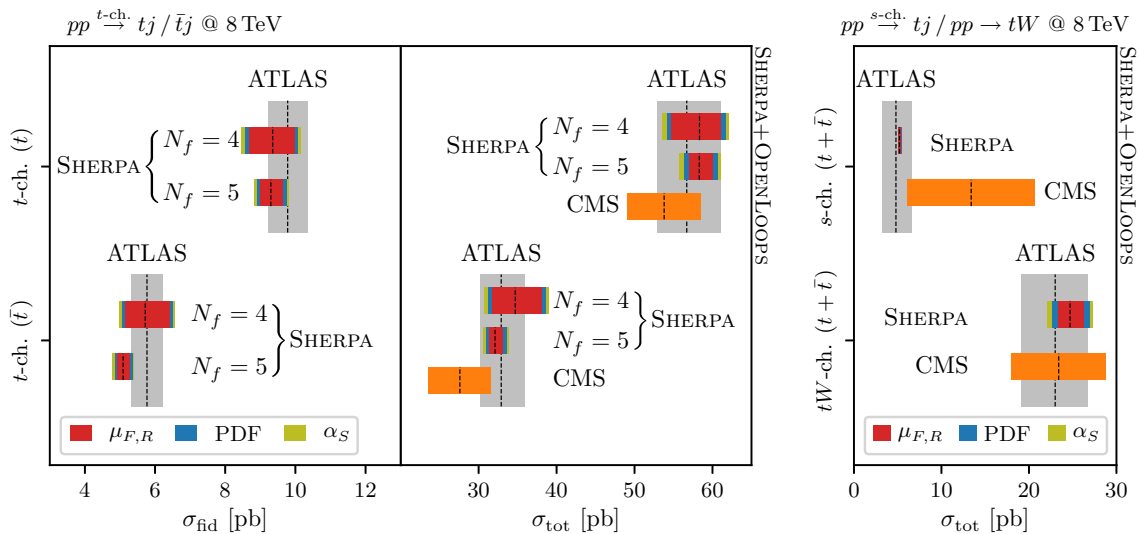 pp →^{t-ch.} tj / t̄j @ 8 TeV
pp →^{s-ch.} tj / pp → tW @ 8 TeV
t-ch. (t)
ATLAS
SHERPA
N_f = 4
N_f = 5
t-ch. (t̄)
ATLAS
N_f = 4
N_f = 5
SHERPA
μ_{F,R} PDF α_S
4 6 8 10 12
σ_fid [pb]
ATLAS
SHERPA
N_f = 4
N_f = 5
CMS
ATLAS
N_f = 4
N_f = 5
SHERPA
CMS
30 40 50 60
σ_tot [pb]
SHERPA+OPENLOOPS
s-ch. (t + t̄)
ATLAS
SHERPA
CMS
tW-ch. (t + t̄)
ATLAS
SHERPA
CMS
μ_{F,R} PDF α_S
0 10 20 30
σ_tot [pb]
SHERPA+OPENLOOPS